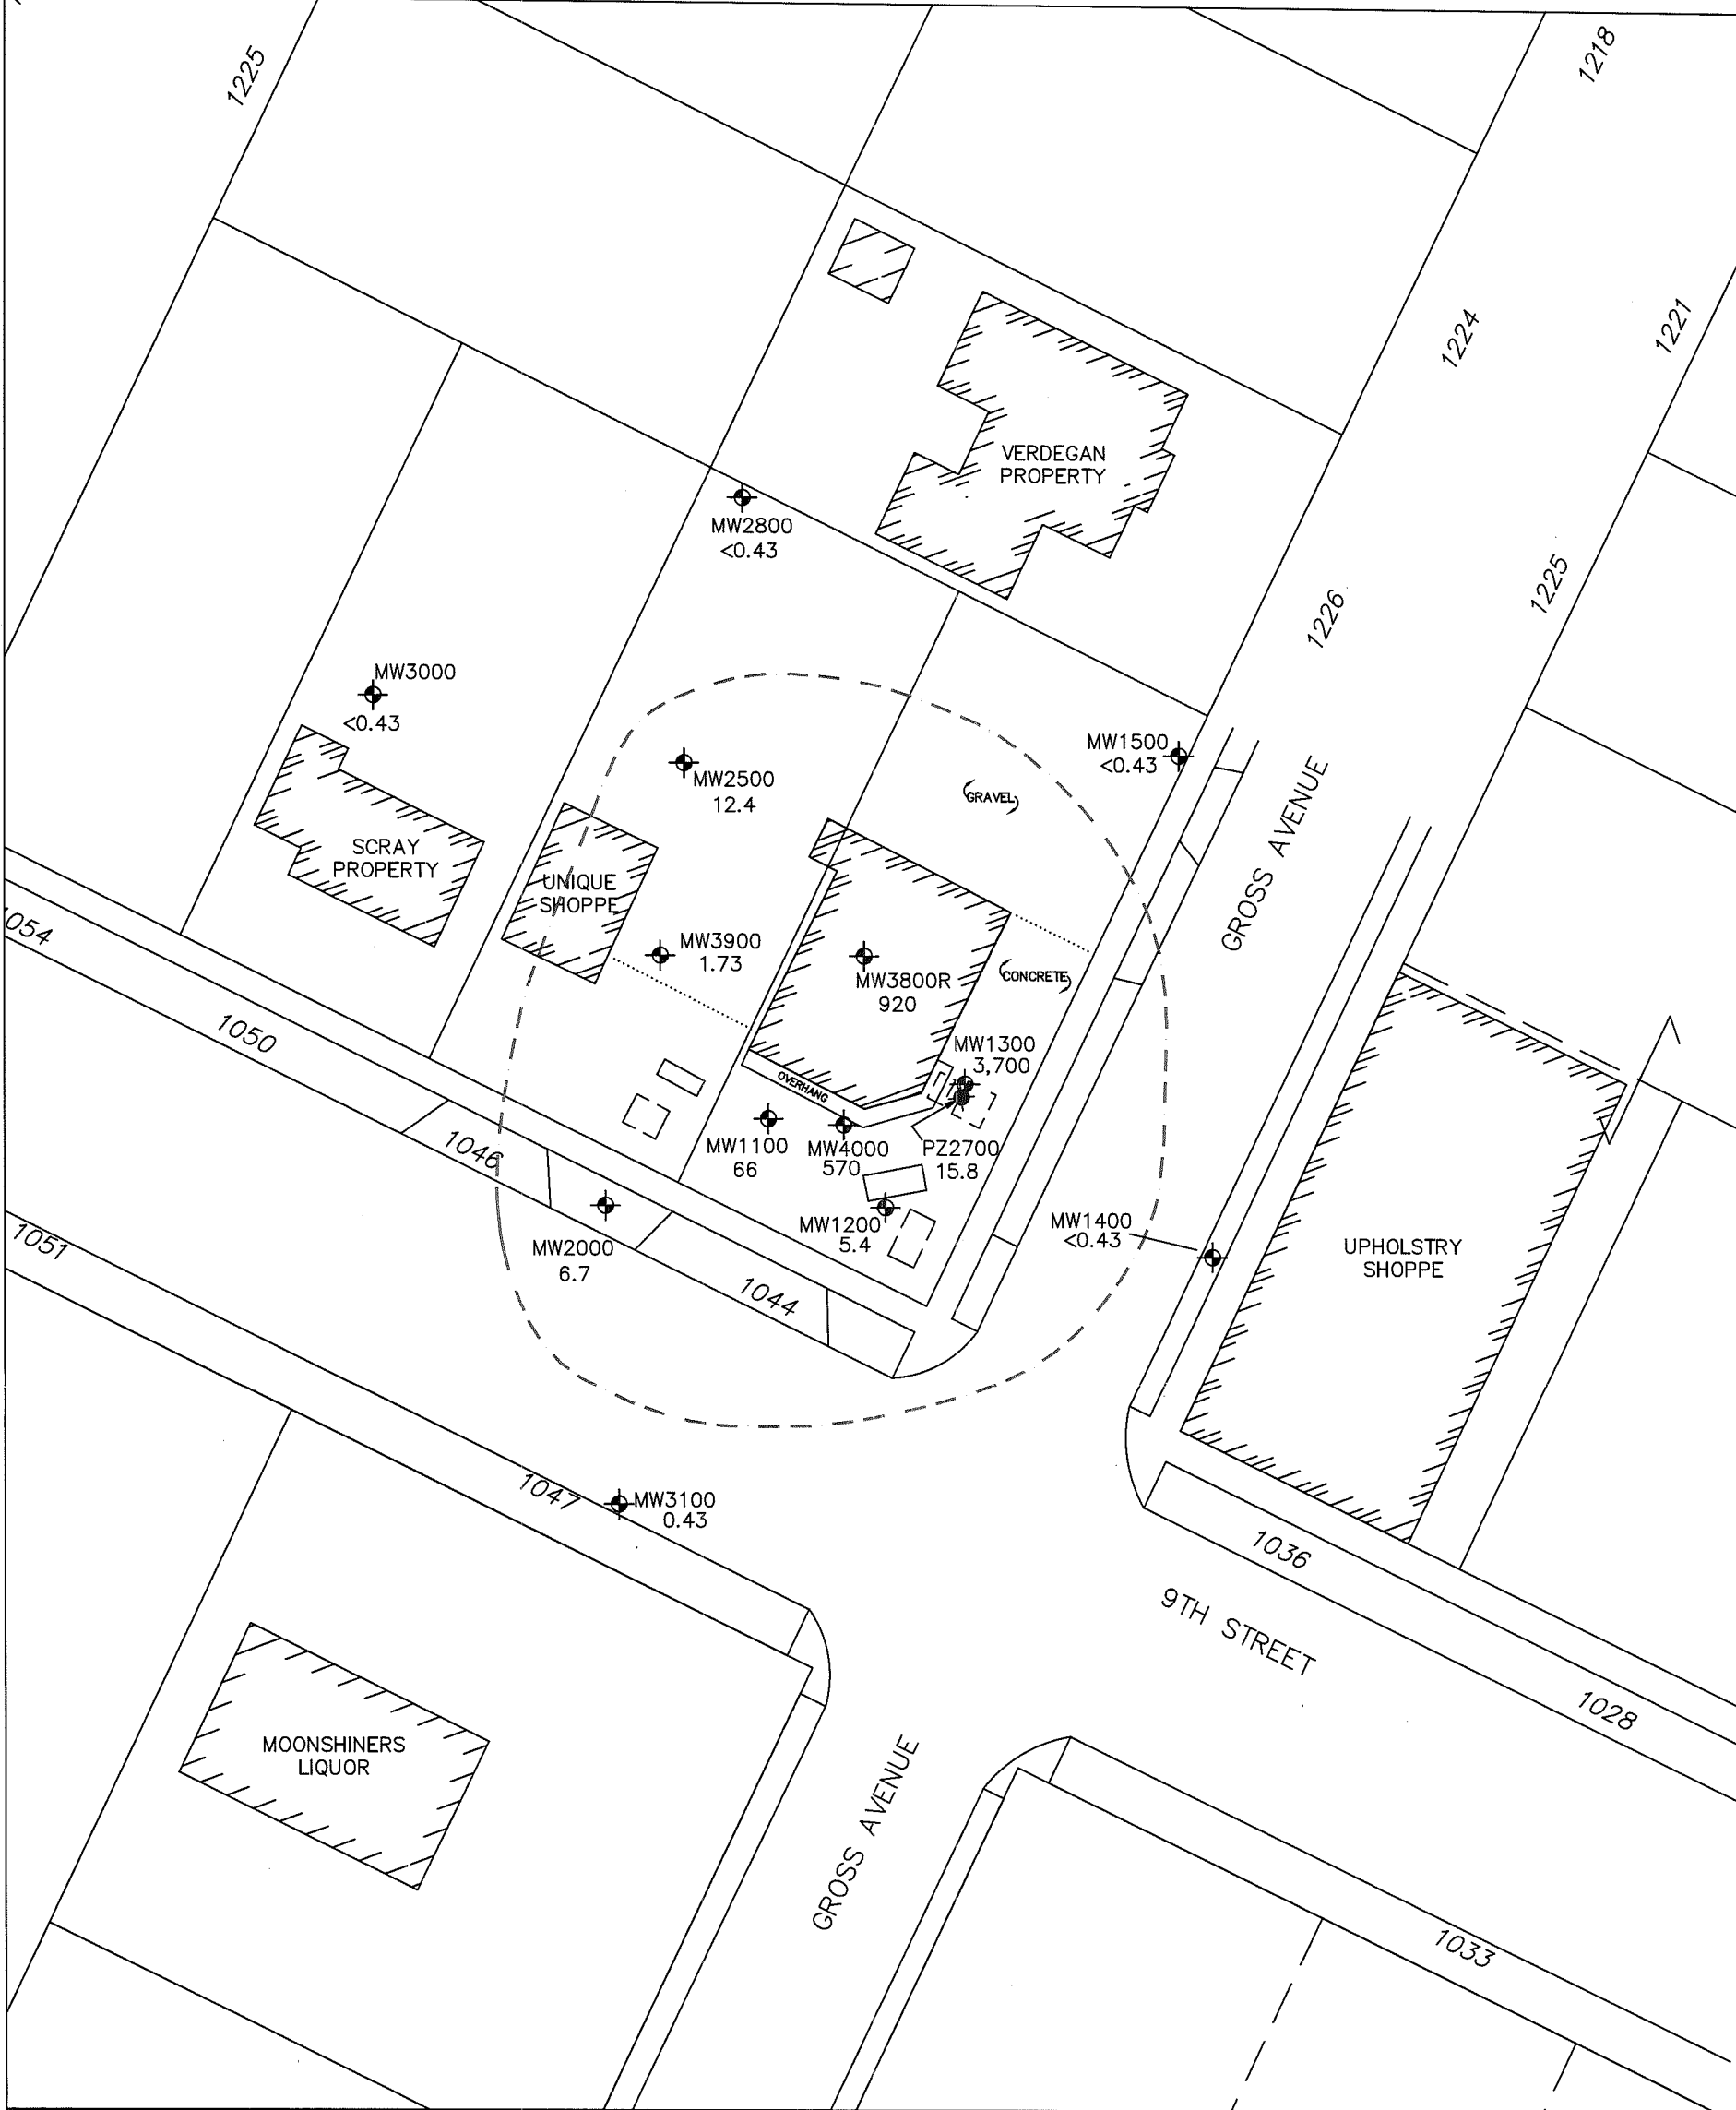 1225
1218
1224
1221
VERDEGAN
PROPERTY
MW2800
<0.43
1225
1226
MW3000
<0.43
MW1500
<0.43
MW2500
12.4
GRAVEL
GROSS AVENUE
SCRAY
PROPERTY
UNIQUE
SHOPPE
1054
MW3900
1.73
MW3800R
920
CONCRETE
1050
MW1300
3,700
OVERHANG
1046
MW1100
66
MW4000
570
PZ2700
15.8
MW1200
5.4
MW1400
<0.43
1051
MW2000
6.7
UPHOLSTRY
SHOPPE
1044
1047
MW3100
0.43
1036
9TH STREET
1028
MOONSHINERS
LIQUOR
GROSS AVENUE
1033